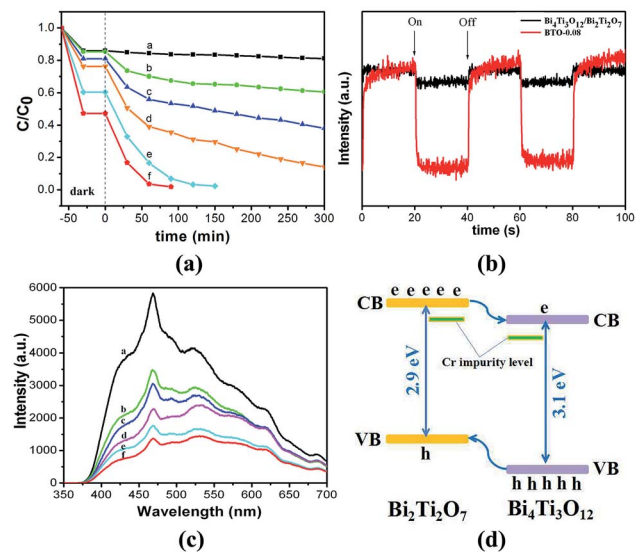 On Off
Bi4Ti3O12/Bi2Ti2O7
BTO-0.08
a
b
c
d
e
f
dark
C/C0
1.0
0.8
0.6
0.4
0.2
0.0
-50 0 50 100 150 200 250 300
time (min)
(a)
Intensity (a.u.)
0 20 40 60 80 100
time (s)
(b)
a
b
c
d
e
f
Intensity (a.u.)
6000
5000
4000
3000
2000
1000
0
350 400 450 500 550 600 650 700
Wavelength (nm)
(c)
e e e e e
CB
e
CB
Cr impurity level
2.9 eV
3.1 eV
VB
h
VB
h h h h h
Bi2Ti2O7
Bi4Ti3O12
(d)